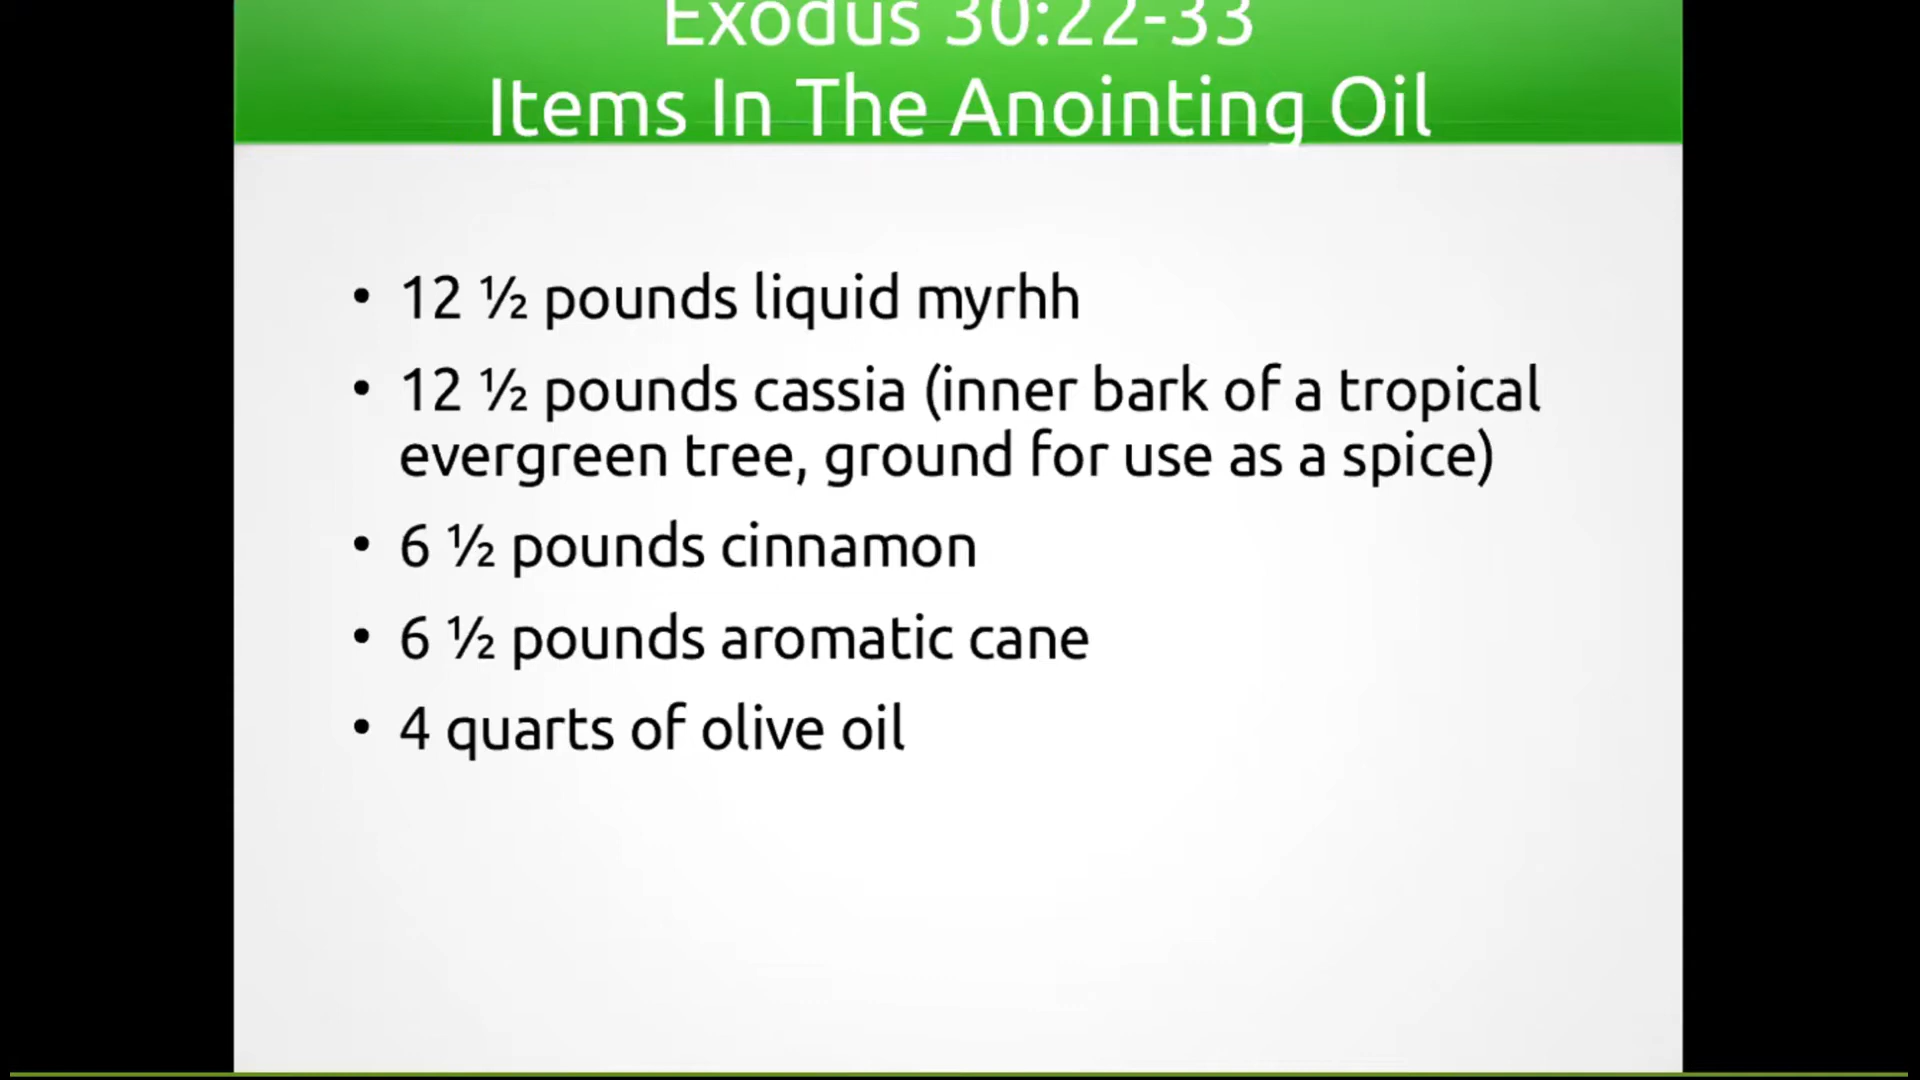 Exodus 30:22-33
Items In The Anointing Oil
• 12 ½ pounds liquid myrhh
• 12 ½ pounds cassia (inner bark of a tropical
evergreen tree, ground for use as a spice)
• 6 ½ pounds cinnamon
• 6 ½ pounds aromatic cane
• 4 quarts of olive oil